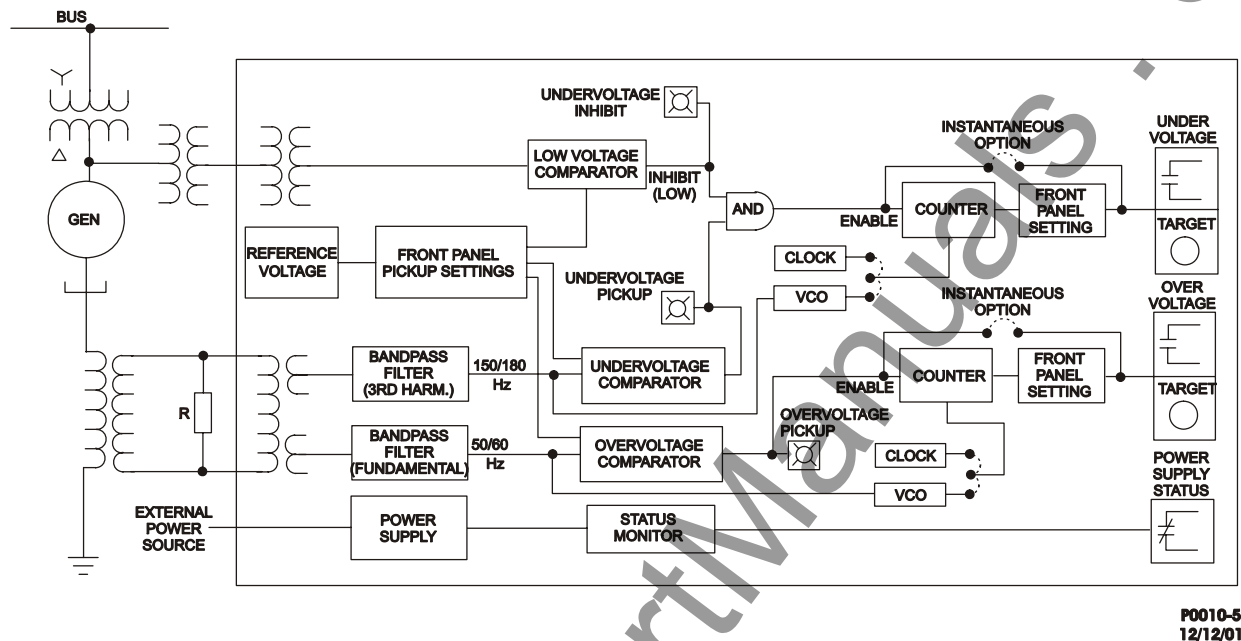 BUS
UNDERVOLTAGE
INHIBIT
INSTANTANEOUS
OPTION
UNDER
VOLTAGE
LOW VOLTAGE
COMPARATOR
INHIBIT
(LOW)
GEN
AND
ENABLE
COUNTER
FRONT
PANEL
SETTING
TARGET
REFERENCE
VOLTAGE
FRONT PANEL
PICKUP SETTINGS
CLOCK
UNDERVOLTAGE
PICKUP
VCO
INSTANTANEOUS
OPTION
OVER
VOLTAGE
BANDPASS
FILTER
(3RD HARM.)
150/180
Hz
UNDERVOLTAGE
COMPARATOR
ENABLE
COUNTER
FRONT
PANEL
SETTING
TARGET
R
OVERVOLTAGE
PICKUP
BANDPASS
FILTER
(FUNDAMENTAL)
50/60
Hz
OVERVOLTAGE
COMPARATOR
CLOCK
VCO
POWER
SUPPLY
STATUS
EXTERNAL
POWER
SOURCE
POWER
SUPPLY
STATUS
MONITOR
P0010-5
12/12/01
rtManuals .